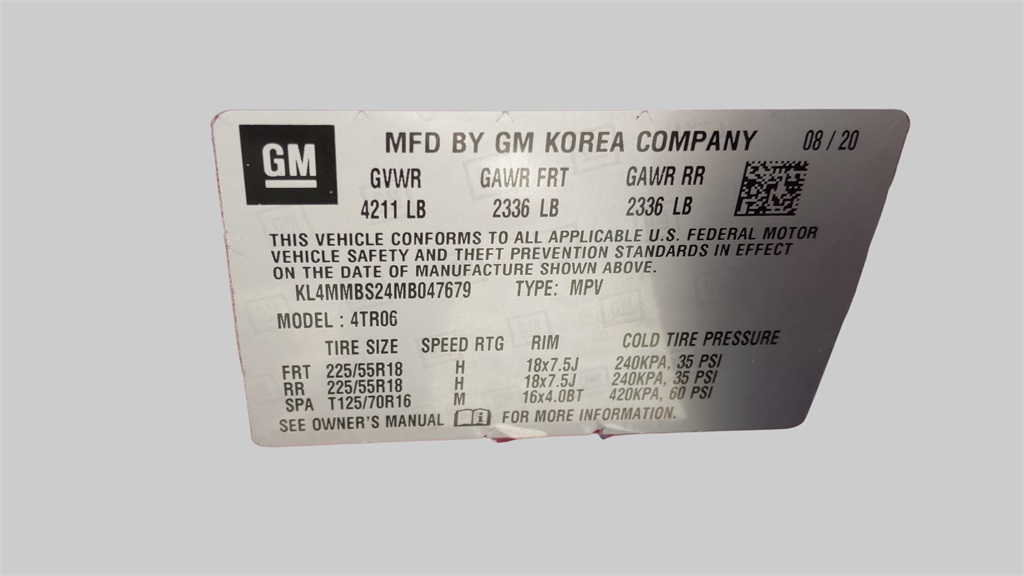 GM
MFD BY GM KOREA COMPANY 08 / 20
GVWR GAWR FRT GAWR RR
4211 LB 2336 LB 2336 LB
THIS VEHICLE CONFORMS TO ALL APPLICABLE U.S. FEDERAL MOTOR
VEHICLE SAFETY AND THEFT PREVENTION STANDARDS IN EFFECT
ON THE DATE OF MANUFACTURE SHOWN ABOVE.
KL4MMBS24MB047679 TYPE: MPV
MODEL : 4TR06
TIRE SIZE SPEED RTG RIM COLD TIRE PRESSURE
FRT 225/55R18 H 18x7.5J 240KPA, 35 PSI
RR 225/55R18 H 18x7.5J 240KPA, 35 PSI
SPA T125/70R16 M 16x4.0BT 420KPA, 60 PSI
SEE OWNER'S MANUAL FOR MORE INFORMATION.